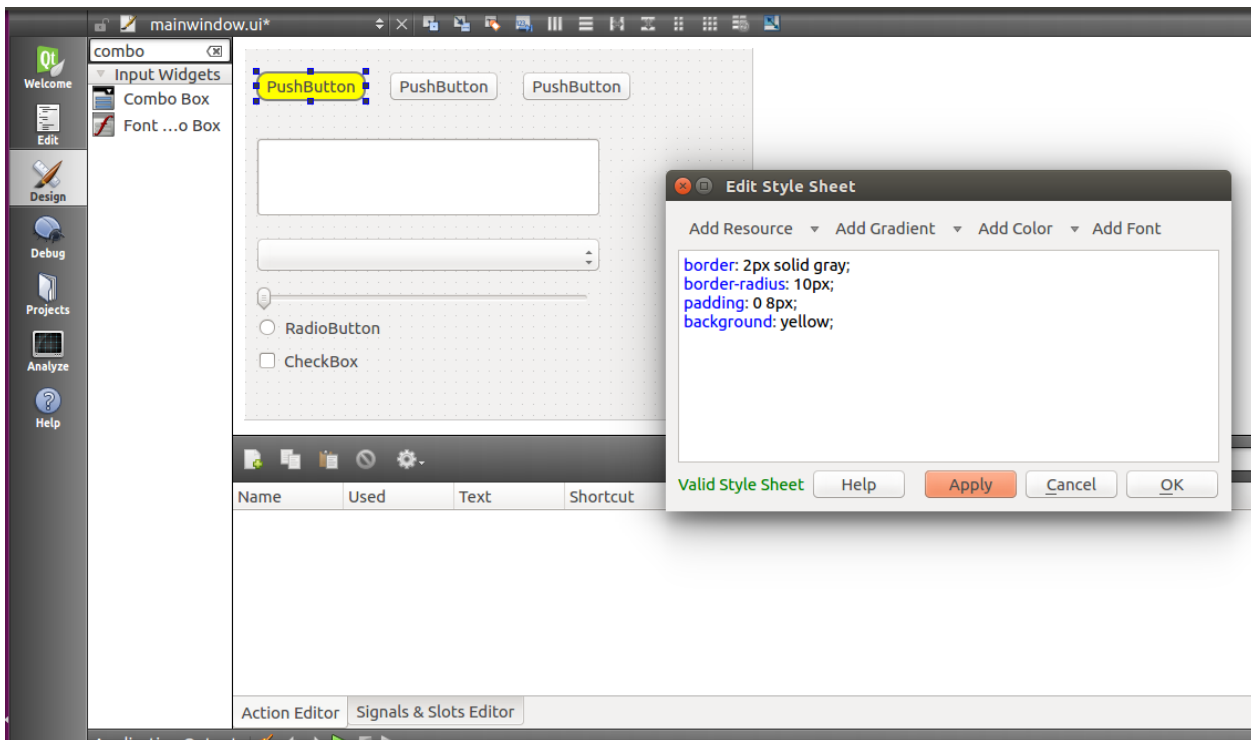 mainwindow.ui*
Welcome
Edit
Design
Debug
Projects
Analyze
Help
combo
Input Widgets
Combo Box
Font ...o Box
PushButton PushButton PushButton
RadioButton
CheckBox
Edit Style Sheet
Add Resource Add Gradient Add Color Add Font
border: 2px solid gray;
border-radius: 10px;
padding: 0 8px;
background: yellow;
Valid Style Sheet Help Apply Cancel OK
Name Used Text Shortcut
Action Editor Signals & Slots Editor